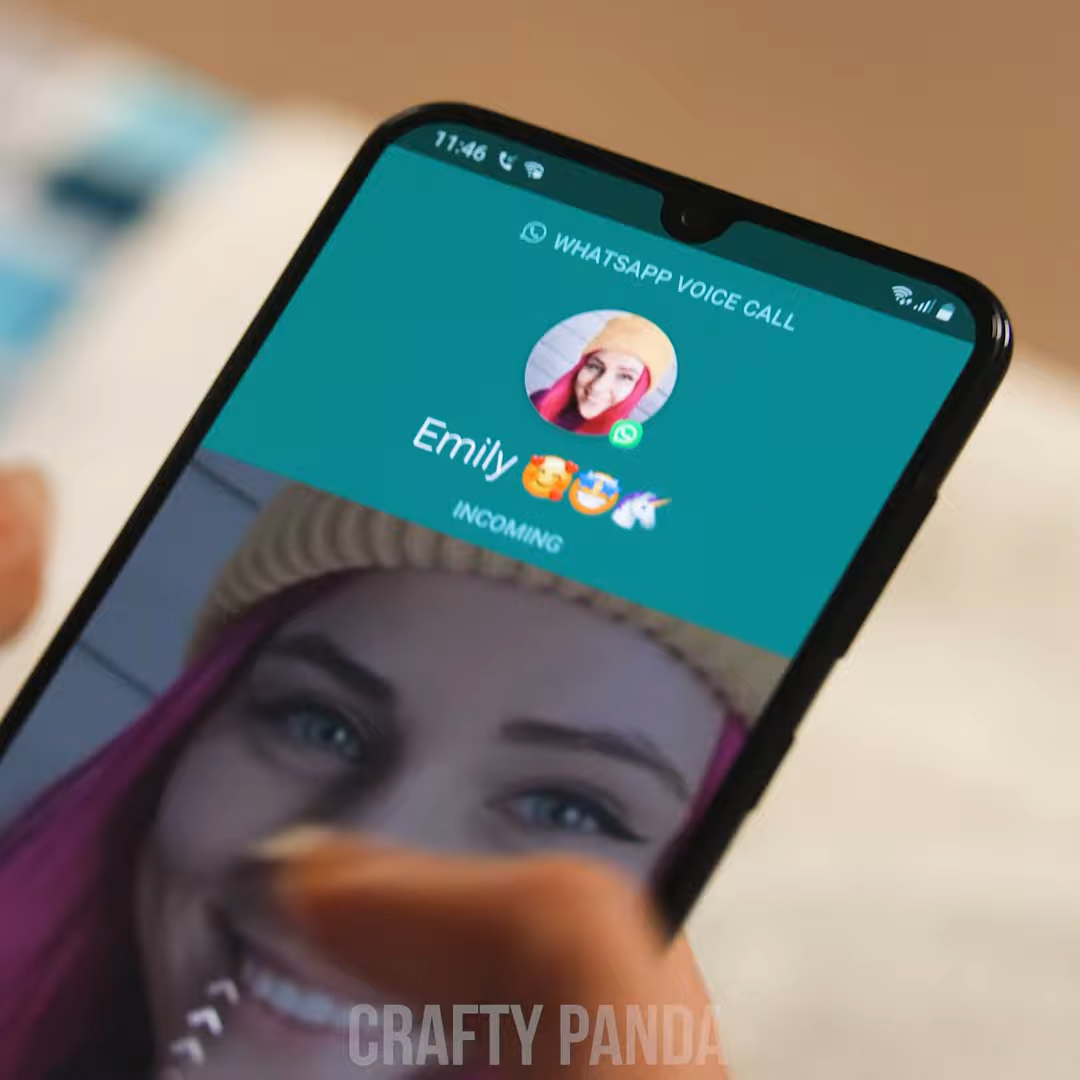 11:46
WHATSAPP VOICE CALL
Emily 🥰🤩🦄
INCOMING
CRAFTY PANDA